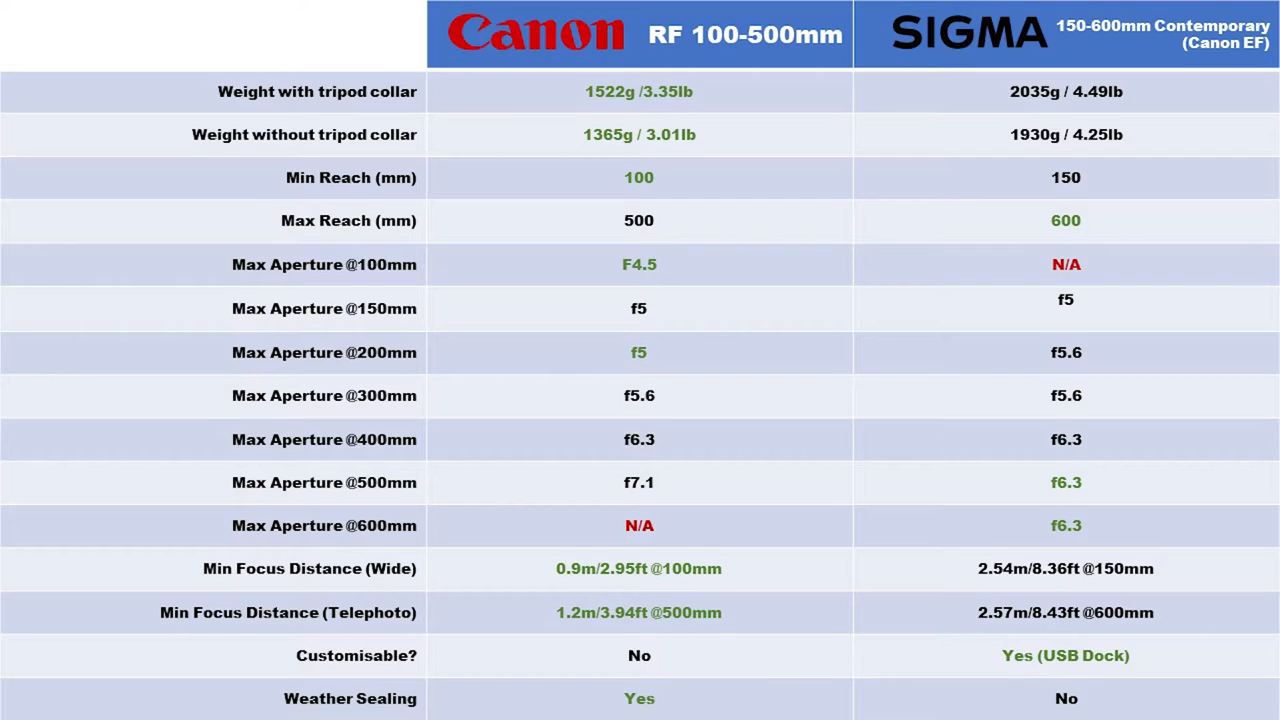 Canon RF 100-500mm SIGMA 150-600mm Contemporary
(Canon EF)
Weight with tripod collar 1522g /3.35lb 2035g / 4.49lb
Weight without tripod collar 1365g / 3.01lb 1930g / 4.25lb
Min Reach (mm) 100 150
Max Reach (mm) 500 600
Max Aperture @100mm F4.5 N/A
Max Aperture @150mm f5 f5
Max Aperture @200mm f5 f5.6
Max Aperture @300mm f5.6 f5.6
Max Aperture @400mm f6.3 f6.3
Max Aperture @500mm f7.1 f6.3
Max Aperture @600mm N/A f6.3
Min Focus Distance (Wide) 0.9m/2.95ft @100mm 2.54m/8.36ft @150mm
Min Focus Distance (Telephoto) 1.2m/3.94ft @500mm 2.57m/8.43ft @600mm
Customisable? No Yes (USB Dock)
Weather Sealing Yes No